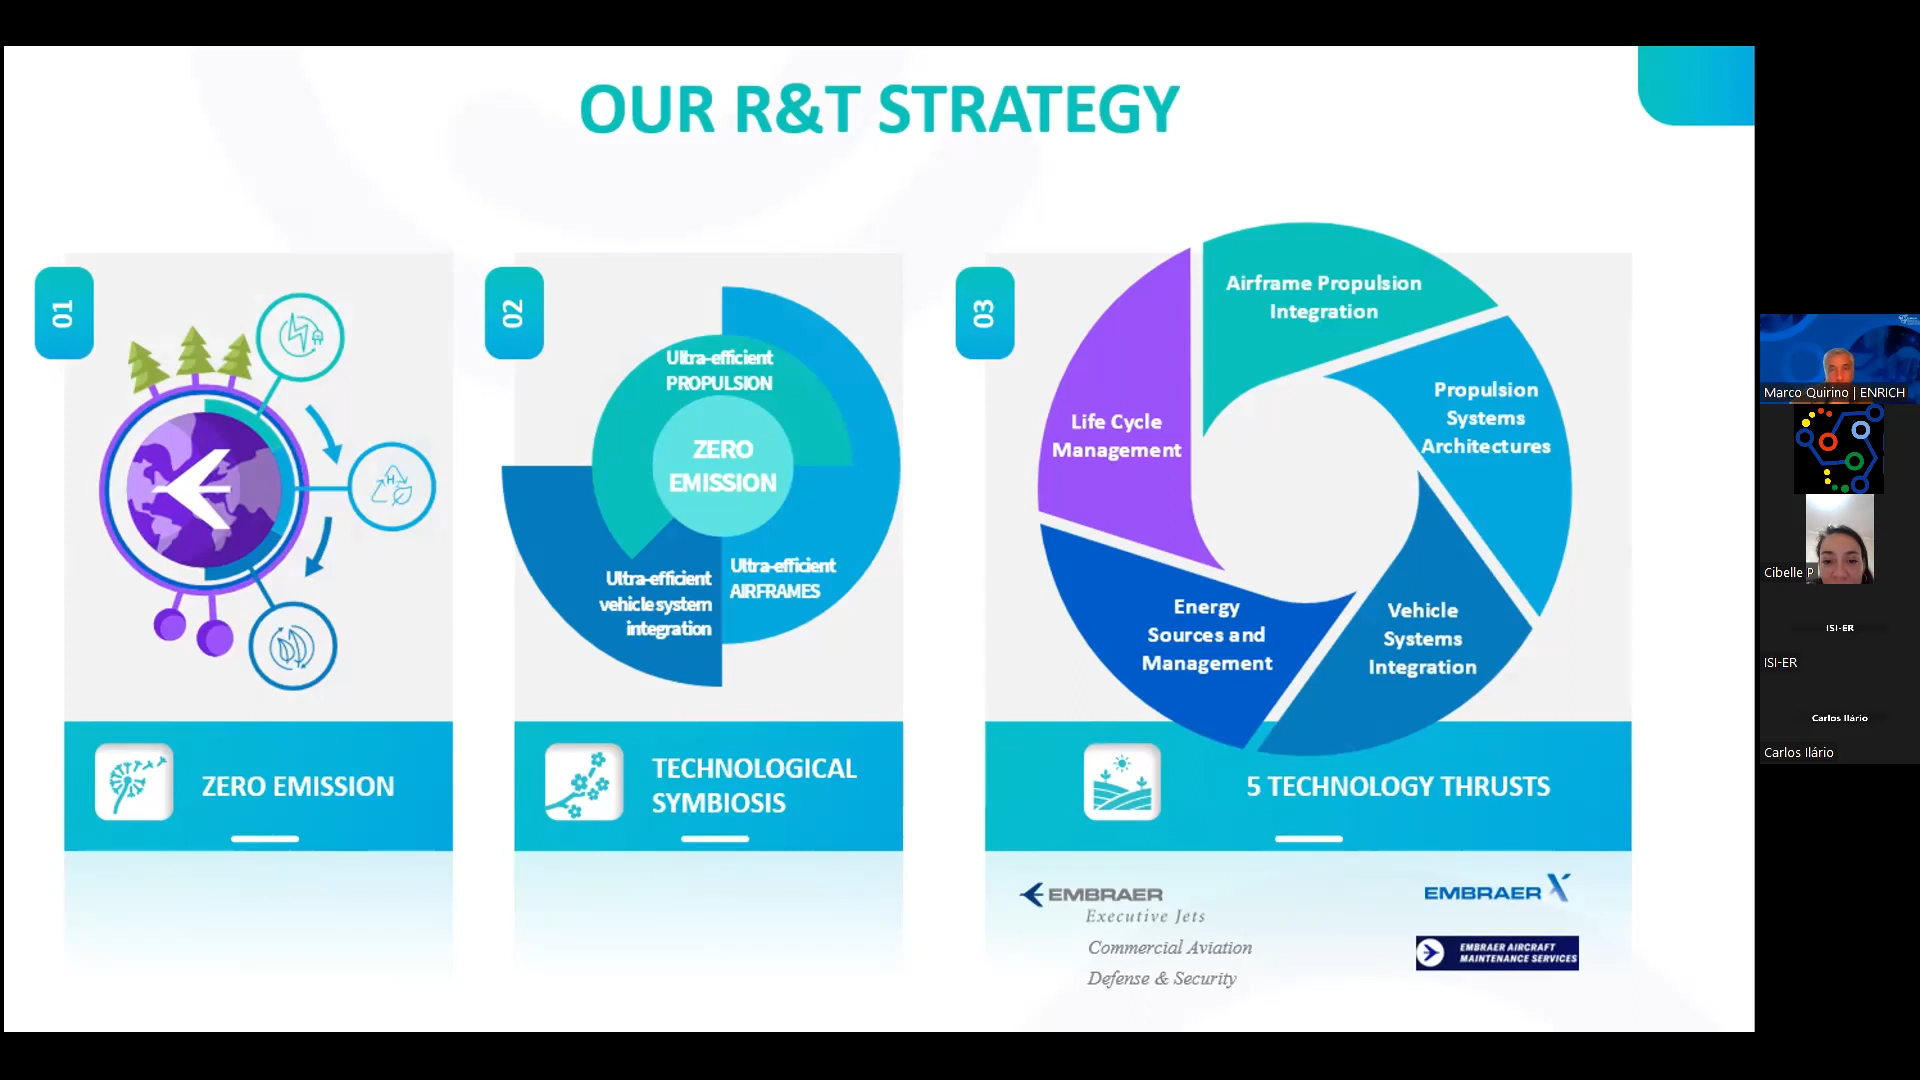 OUR R&T STRATEGY
01
ZERO EMISSION
02
Ultra-efficient
PROPULSION
ZERO
EMISSION
Ultra-efficient
vehicle system
integration
Ultra-efficient
AIRFRAMES
TECHNOLOGICAL
SYMBIOSIS
03
Airframe Propulsion
Integration
Propulsion
Systems
Architectures
Vehicle
Systems
Integration
Energy
Sources and
Management
Life Cycle
Management
5 TECHNOLOGY THRUSTS
EMBRAER
Executive Jets
Commercial Aviation
Defense & Security
EMBRAER X
EMBRAER AIRCRAFT
MAINTENANCE SERVICES
Marco Quirino | ENRICH
Cibelle P
ISI-ER
ISI-ER
Carlos Ilário
Carlos Ilário